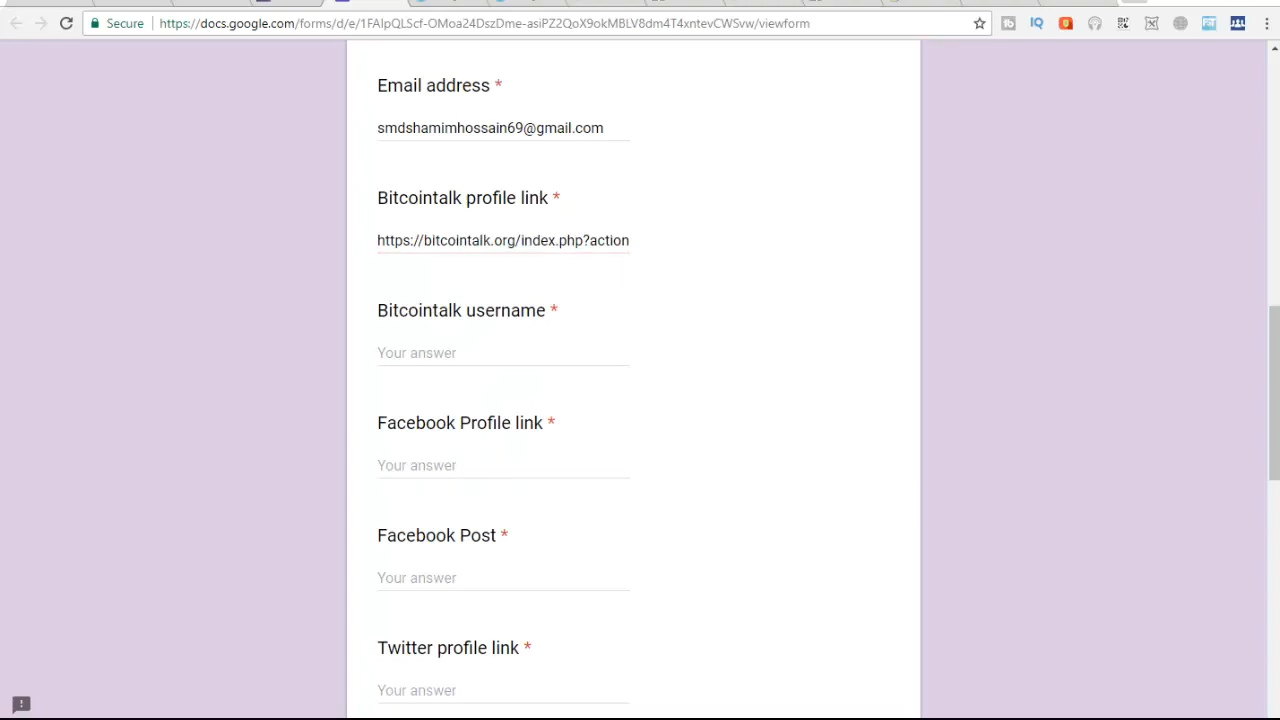 Secure
https://docs.google.com/forms/d/e/1FAIpQLScf-OMoa24DszDme-asiPZ2QoX9okMBLV8dm4T4xntevCWSvw/viewform
Email address *
smdshamimhossain69@gmail.com
Bitcointalk profile link *
https://bitcointalk.org/index.php?action
Bitcointalk username *
Your answer
Facebook Profile link *
Your answer
Facebook Post *
Your answer
Twitter profile link *
Your answer